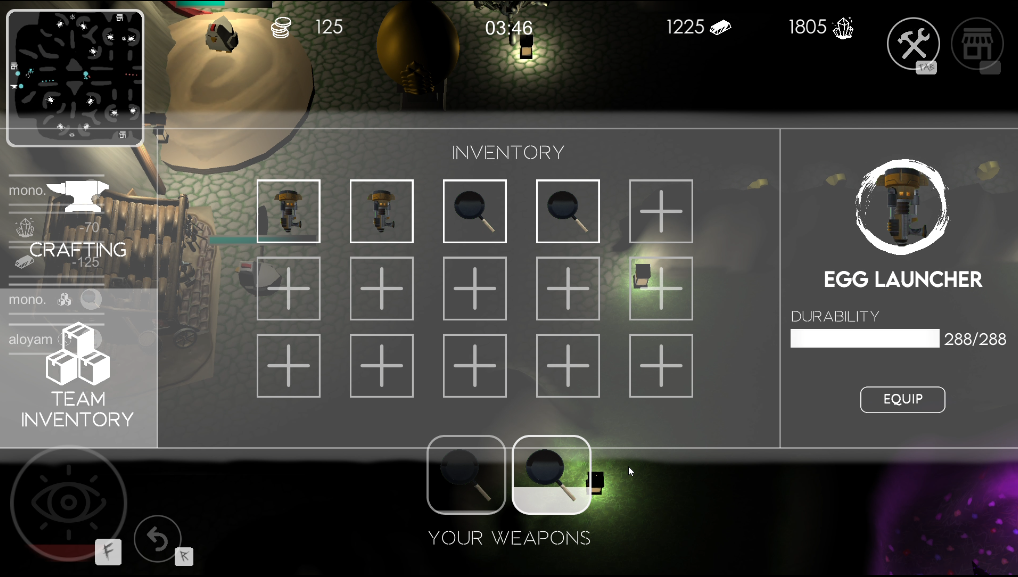 125
03:46
1225
1805
TAB
INVENTORY
mono.
-70
CRAFTING
-125
EGG LAUNCHER
mono.
DURABILITY
288/288
aloyam
TEAM
INVENTORY
EQUIP
YOUR WEAPONS
F
R